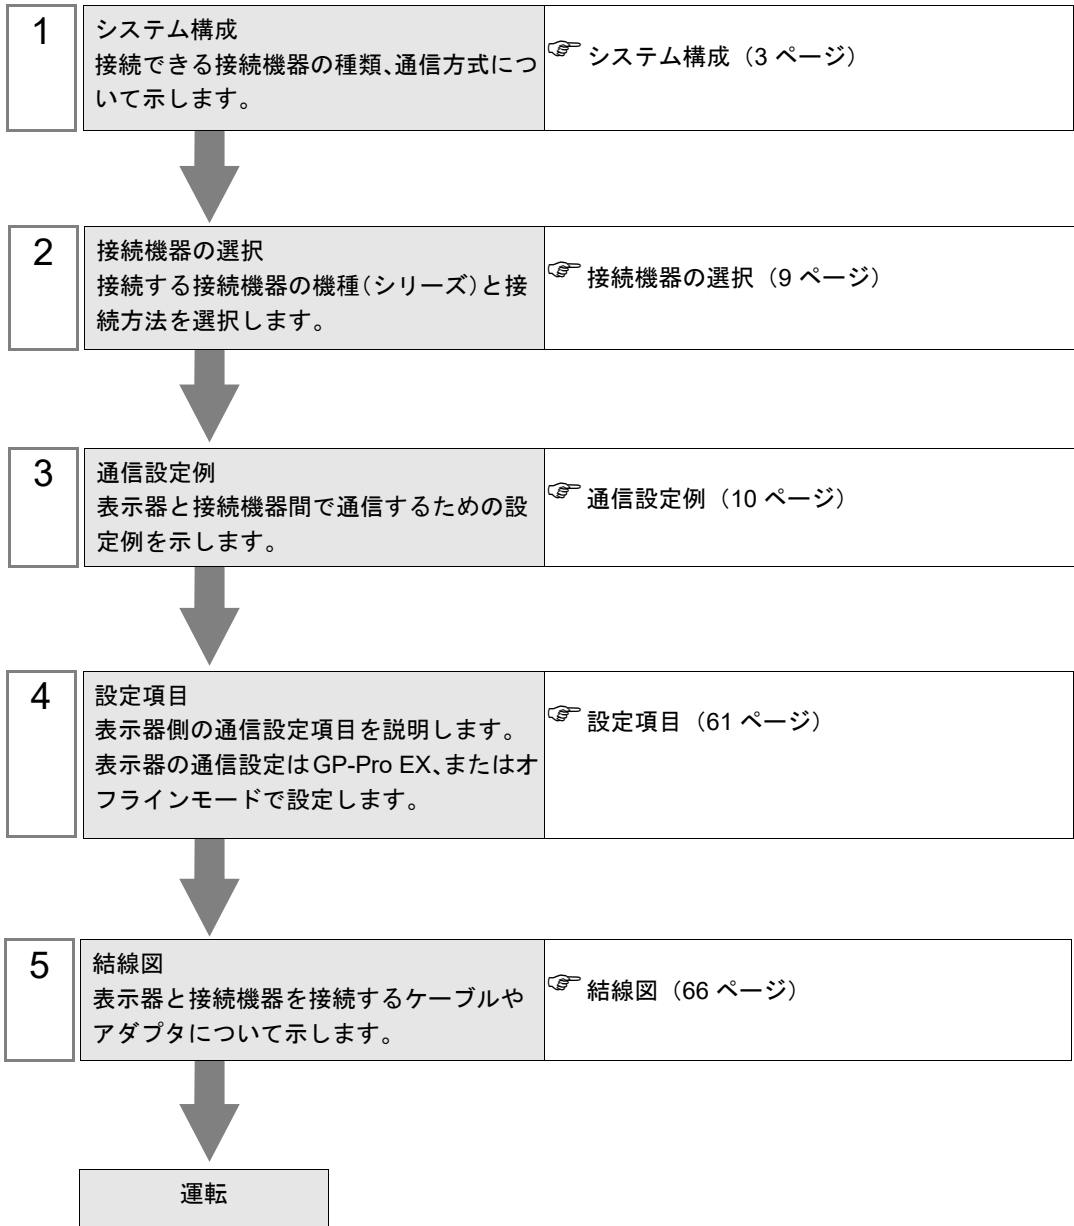 1
システム構成
接続できる接続機器の種類、通信方式につ
いて示します。
システム構成（3 ページ）
2
接続機器の選択
接続する接続機器の機種（シリーズ）と接
続方法を選択します。
接続機器の選択（9 ページ）
3
通信設定例
表示器と接続機器間で通信するための設
定例を示します。
通信設定例（10 ページ）
4
設定項目
表示器側の通信設定項目を説明します。
表示器の通信設定はGP-Pro EX、またはオ
フラインモードで設定します。
設定項目（61 ページ）
5
結線図
表示器と接続機器を接続するケーブルや
アダプタについて示します。
結線図（66 ページ）
運転